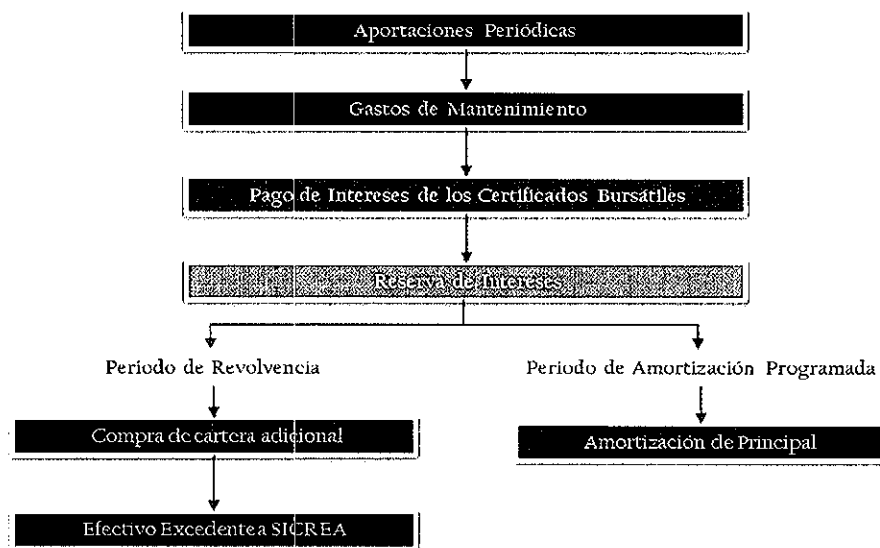 Aportaciones Periódicas
Gastos de Mantenimiento
Pago de Intereses de los Certificados Bursátiles
Reserva de Intereses
Período de Revolvencia
Periodo de Amortización Programada
Compra de cartera adicional
Amortización de Principal
Efectivo Excedente a SICREA